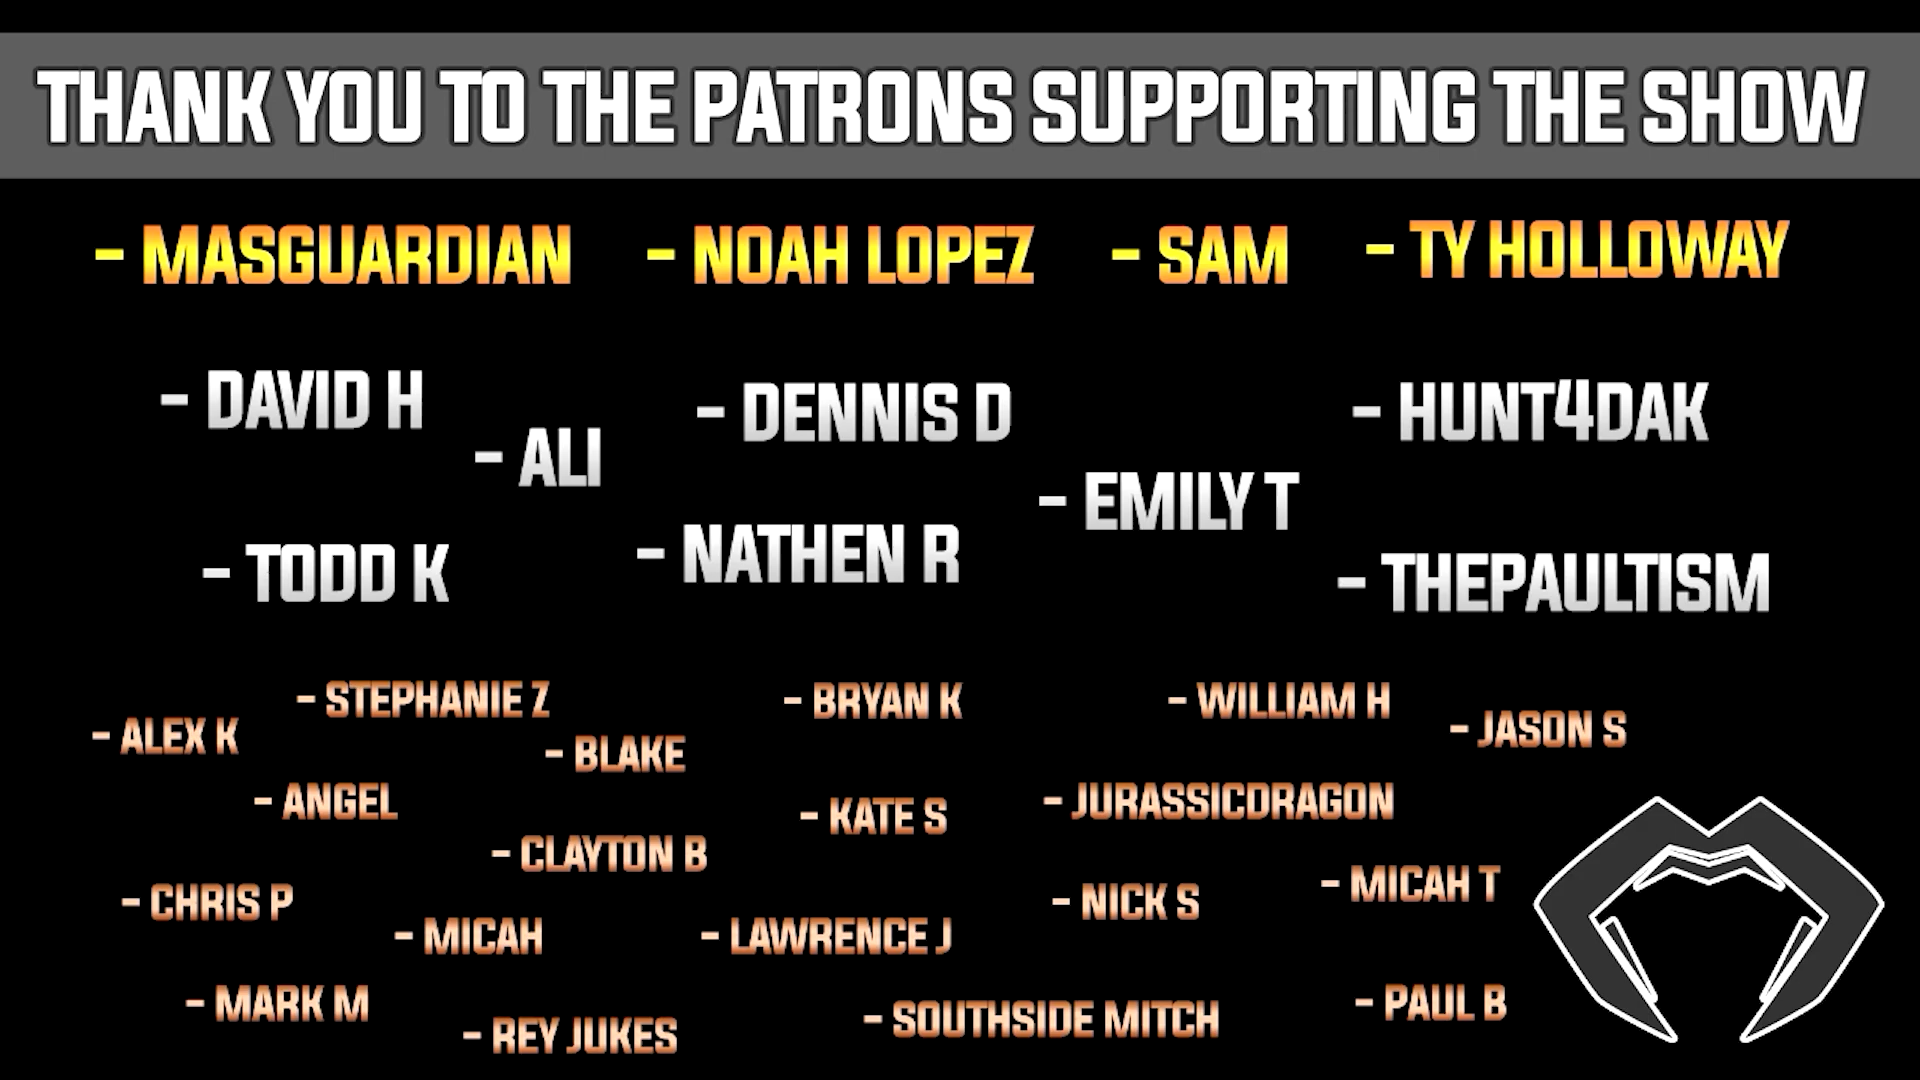 THANK YOU TO THE PATRONS SUPPORTING THE SHOW
- MASGUARDIAN - NOAH LOPEZ - SAM - TY HOLLOWAY
- DAVID H - DENNIS D - HUNT4DAK
- ALI - EMILY T
- TODD K - NATHEN R - THEPAULTISM
- STEPHANIE Z - BRYAN K - WILLIAM H
- ALEX K - BLAKE - JASON S
- ANGEL - KATE S - JURASSICDRAGON
- CLAYTON B - MICAH T
- CHRIS P - NICK S
- MICAH - LAWRENCE J
- MARK M - PAUL B
- REY JUKES - SOUTHSIDE MITCH